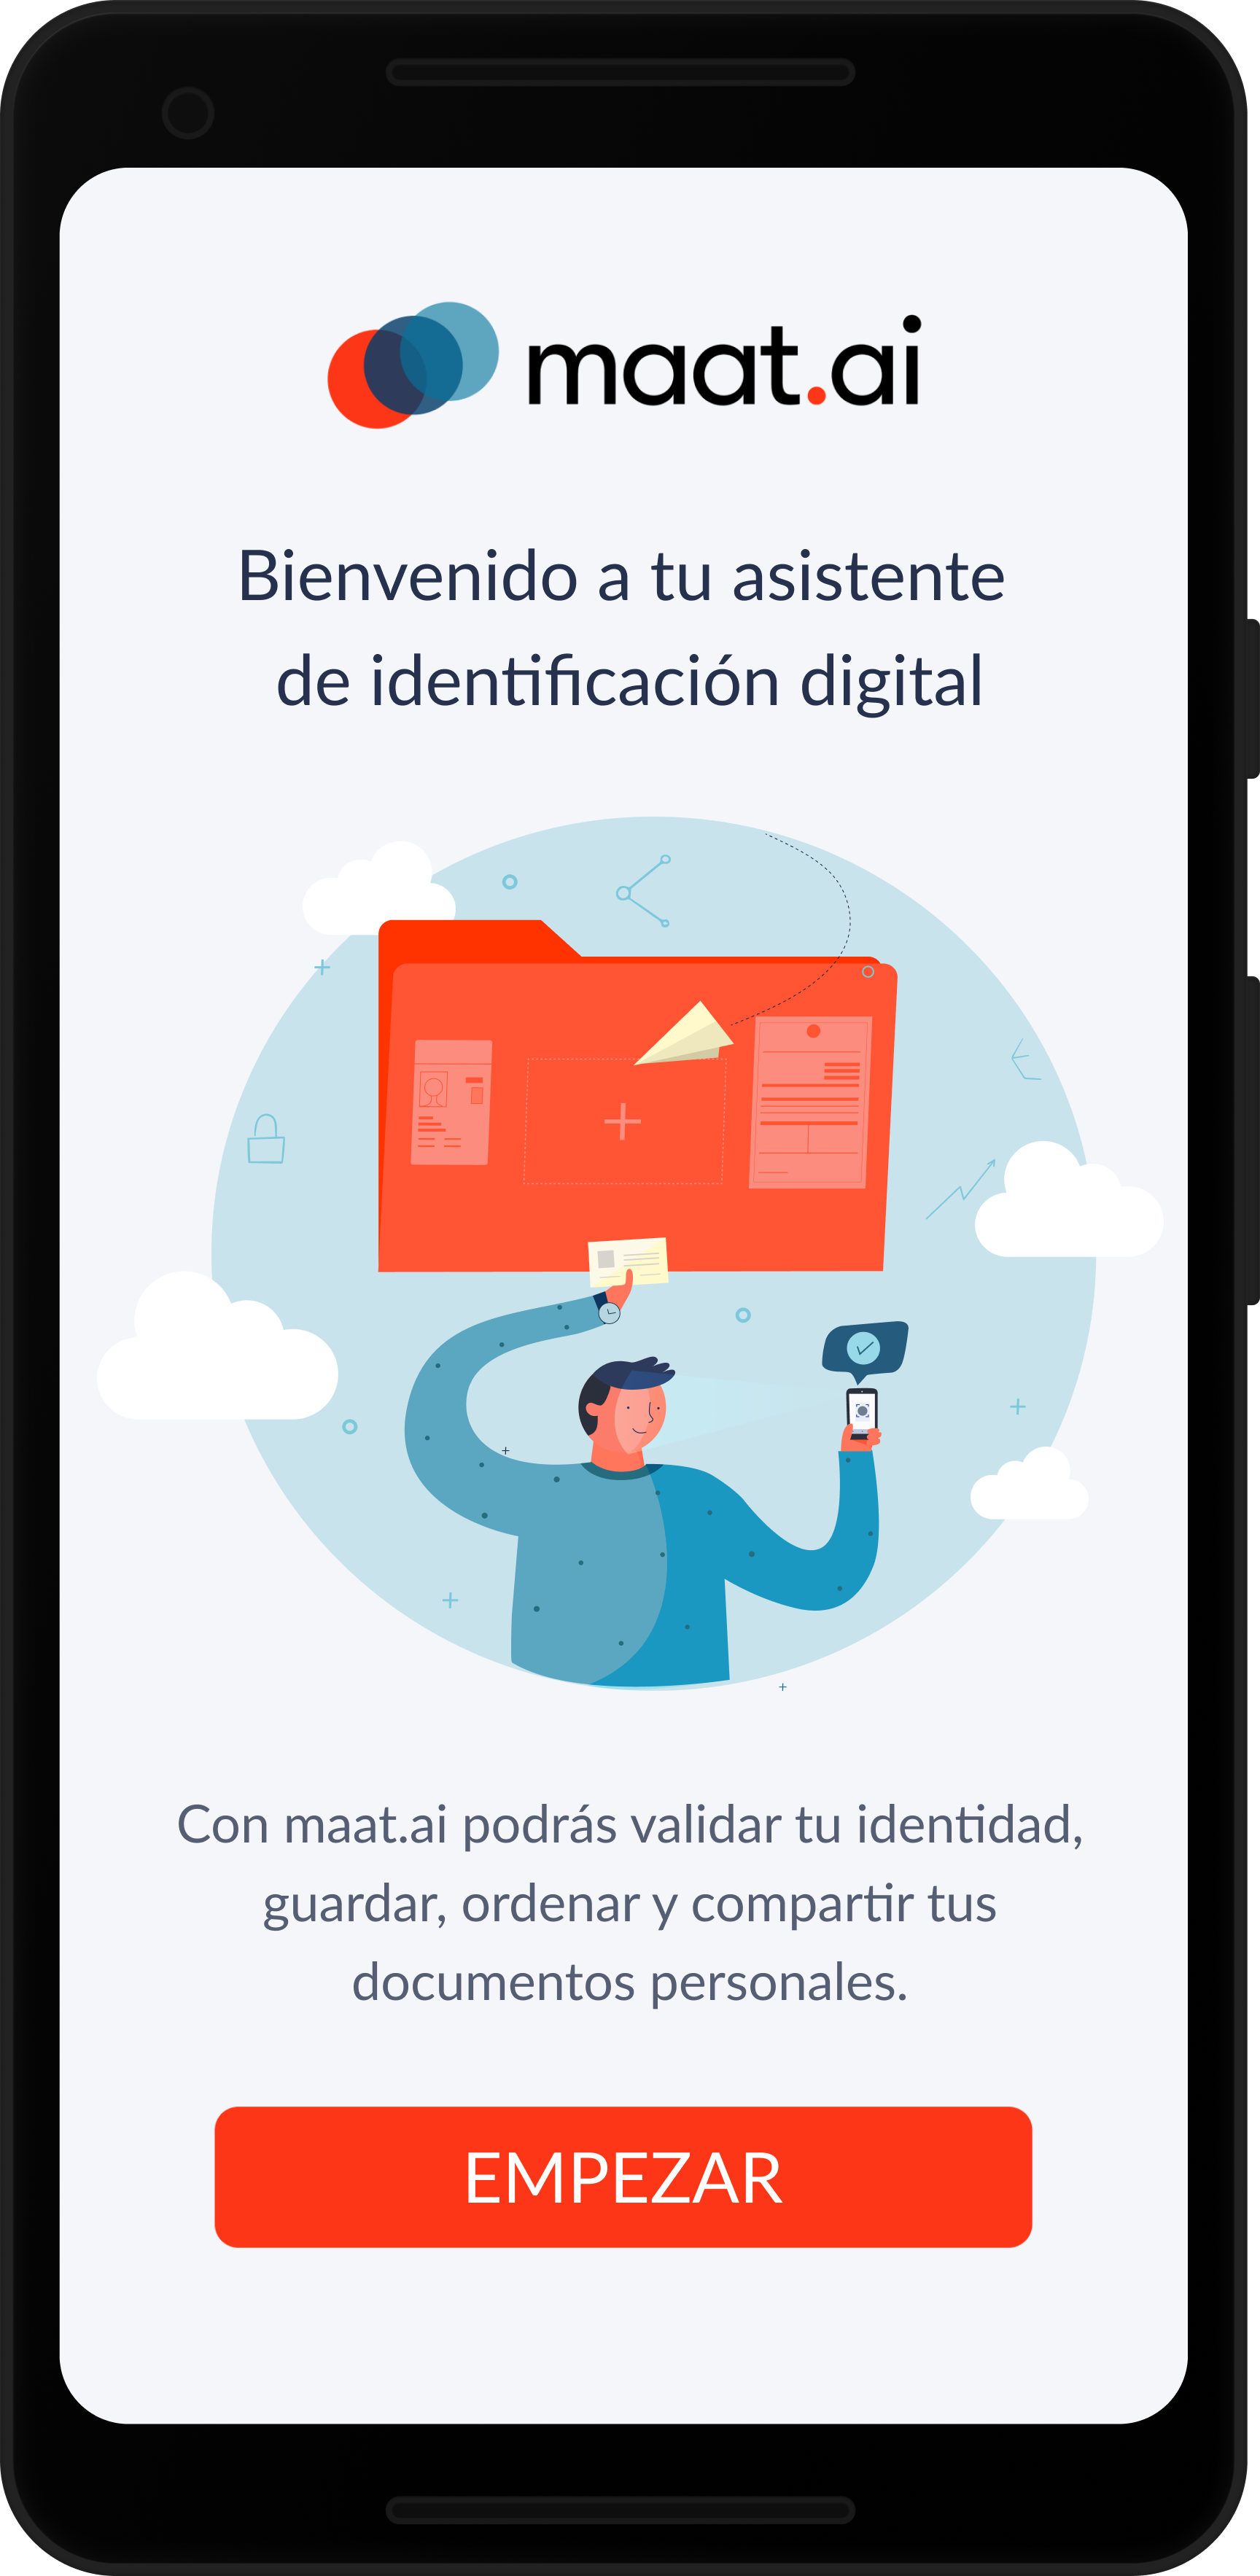 maat.ai
Bienvenido a tu asistente
de identificación digital
Con maat.ai podrás validar tu identidad,
guardar, ordenar y compartir tus
documentos personales.
EMPEZAR